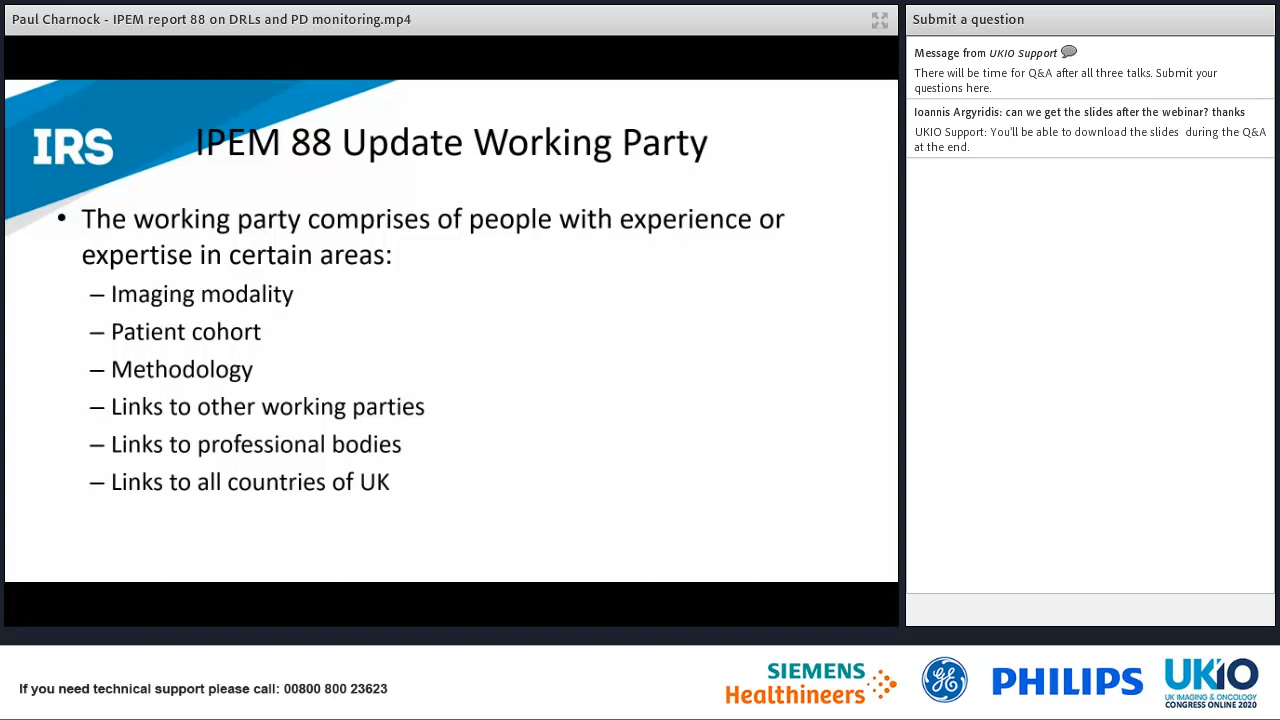 Paul Charnock - IPEM report 88 on DRLs and PD monitoring.mp4
IRS
IPEM 88 Update Working Party
• The working party comprises of people with experience or
expertise in certain areas:
– Imaging modality
– Patient cohort
– Methodology
– Links to other working parties
– Links to professional bodies
– Links to all countries of UK
Submit a question
Message from UKIO Support
There will be time for Q&A after all three talks. Submit your
questions here.
Ioannis Argyridis: can we get the slides after the webinar? thanks
UKIO Support: You'll be able to download the slides during the Q&A
at the end.
If you need technical support please call: 00800 800 23623
SIEMENS
Healthineers
GE
PHILIPS
UKIO
UK IMAGING & ONCOLOGY
CONGRESS ONLINE 2020